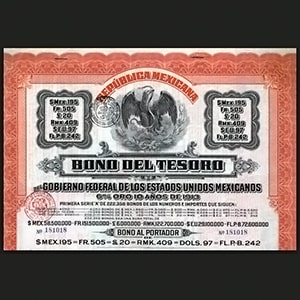 REPÚBLICA MEXICANA
$ MEX. 195
FR. 505
£ 20
RMK. 409
$ E.U. 97
FL. P.B. 242
$ MEX. 195
FR. 505
£ 20
RMK. 409
$ E.U. 97
FL. P.B. 242
BONO DEL TESORO
GOBIERNO FEDERAL DE LOS ESTADOS UNIDOS MEXICANOS
6% ORO 10 AÑOS DE 1913
BONO AL PORTADOR
Nº 181018
Nº 181018
DE
$ MEX. 195 - FR. 505 - £ 20 - RMK. 409 - DOLS. 97 - FL. P.B. 242